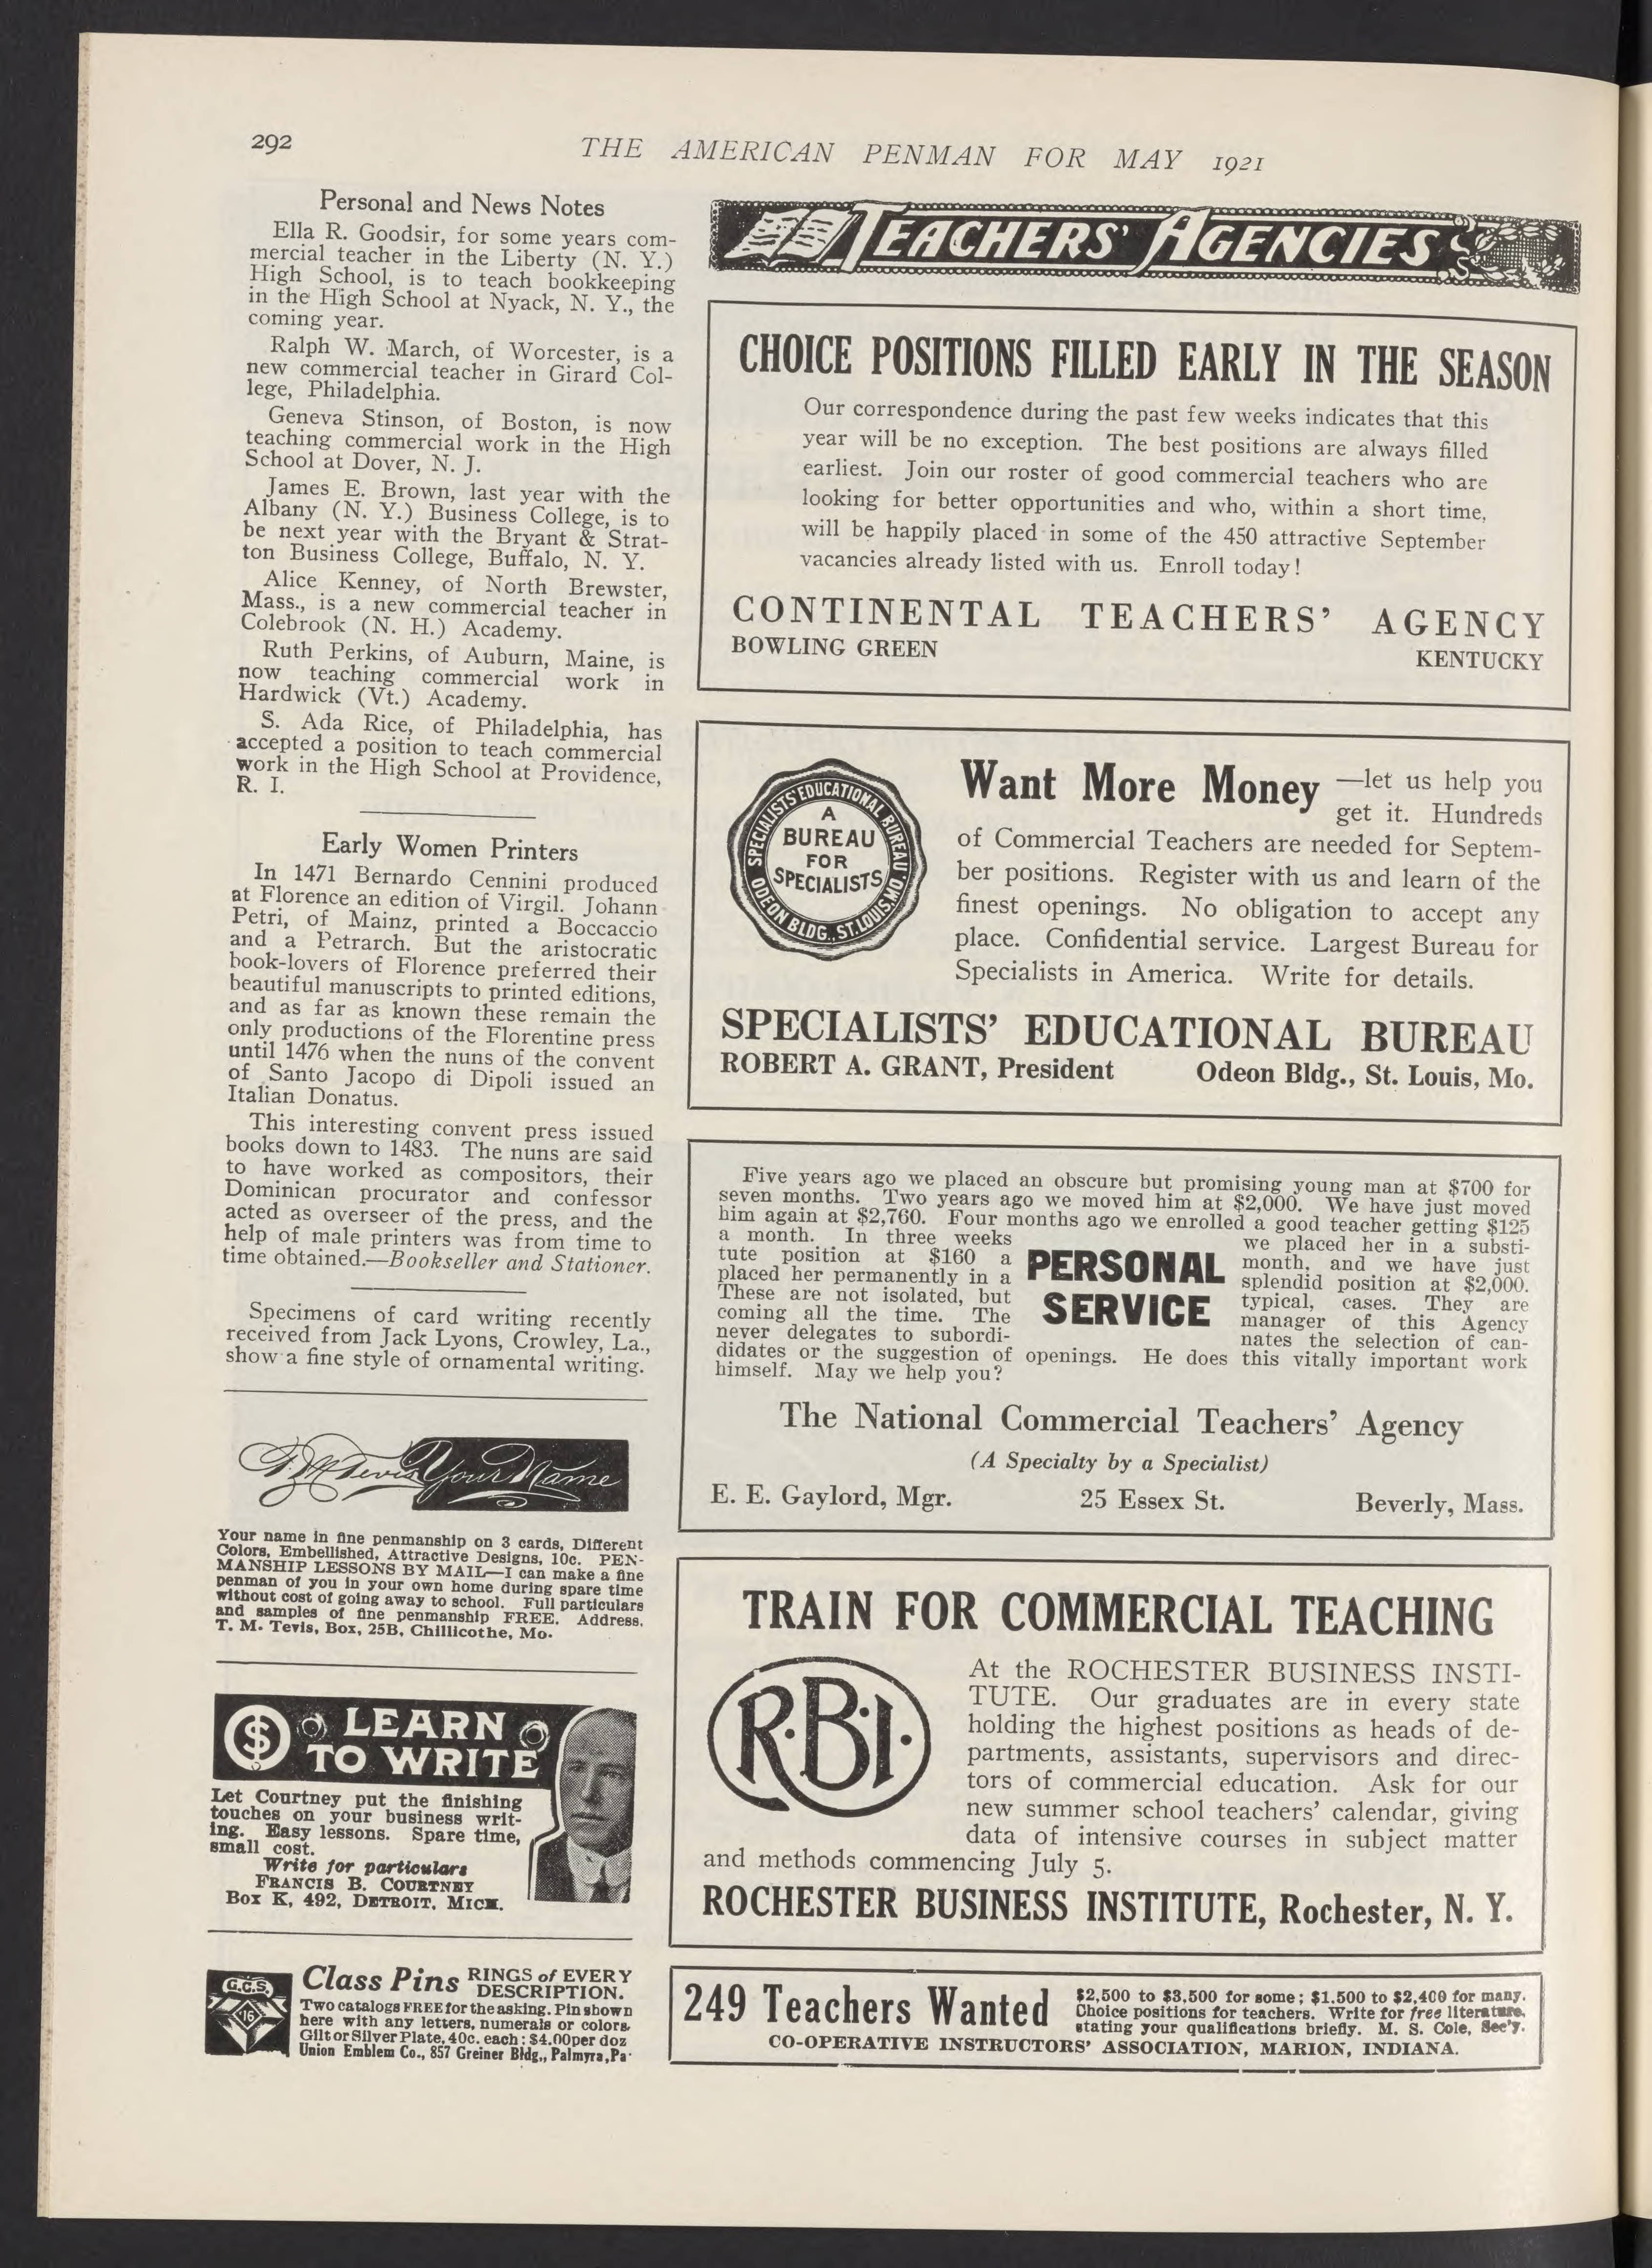 292
THE AMERICAN PENMAN FOR MAY 1921
Personal and News Notes
Ella R. Goodsir, for some years com-
mercial teacher in the Liberty (N. Y.)
High School, is to teach bookkeeping
in the High School at Nyack, N. Y., the
coming year.
Ralph W. March, of Worcester, is a
new commercial teacher in Girard Col-
lege, Philadelphia.
Geneva Stinson, of Boston, is now
teaching commercial work in the High
School at Dover, N. J.
James E. Brown, last year with the
Albany (N. Y.) Business College, is to
be next year with the Bryant & Strat-
ton Business College, Buffalo, N. Y.
Alice Kenney, of North Brewster,
Mass., is a new commercial teacher in
Colebrook (N. H.) Academy.
Ruth Perkins, of Auburn, Maine, is
now teaching commercial work in
Hardwick (Vt.) Academy.
S. Ada Rice, of Philadelphia, has
accepted a position to teach commercial
work in the High School at Providence,
R. I.
Early Women Printers
In 1471 Bernardo Cennini produced
at Florence an edition of Virgil. Johann
Petri, of Mainz, printed a Boccaccio
and a Petrarch. But the aristocratic
book-lovers of Florence preferred their
beautiful manuscripts to printed editions,
and as far as known these remain the
only productions of the Florentine press
until 1476 when the nuns of the convent
of Santo Jacopo di Dipoli issued an
Italian Donatus.
This interesting convent press issued
books down to 1483. The nuns are said
to have worked as compositors, their
Dominican procurator and confessor
acted as overseer of the press, and the
help of male printers was from time to
time obtained.—Bookseller and Stationer.
Specimens of card writing recently
received from Jack Lyons, Crowley, La.,
show a fine style of ornamental writing.
T. M. Tevis Your Name
Your name in fine penmanship on 3 cards, Different
Colors, Embellished, Attractive Designs, 10c. PEN-
MANSHIP LESSONS BY MAIL—I can make a fine
penman of you in your own home during spare time
without cost of going away to school. Full particulars
and samples of fine penmanship FREE. Address,
T. M. Tevis, Box, 25B, Chillicothe, Mo.
$ LEARN
TO WRITE
Let Courtney put the finishing
touches on your business writ-
ing. Easy lessons. Spare time,
small cost.
Write for particulars
FRANCIS B. COURTNEY
Box K, 492, DETROIT, MICH.
G.C.S.
'16
Class Pins RINGS of EVERY
DESCRIPTION.
Two catalogs FREE for the asking. Pin shown
here with any letters, numerals or colors.
Gilt or Silver Plate, 40c. each; $4.00 per doz
Union Emblem Co., 857 Greiner Bldg., Palmyra, Pa.
TEACHERS' AGENCIES
CHOICE POSITIONS FILLED EARLY IN THE SEASON
Our correspondence during the past few weeks indicates that this
year will be no exception. The best positions are always filled
earliest. Join our roster of good commercial teachers who are
looking for better opportunities and who, within a short time,
will be happily placed in some of the 450 attractive September
vacancies already listed with us. Enroll today!
CONTINENTAL TEACHERS' AGENCY
BOWLING GREEN KENTUCKY
SPECIALISTS' EDUCATIONAL BUREAU
ODEON BLDG., ST. LOUIS, MO.
A
BUREAU
FOR
SPECIALISTS
Want More Money —let us help you
get it. Hundreds
of Commercial Teachers are needed for Septem-
ber positions. Register with us and learn of the
finest openings. No obligation to accept any
place. Confidential service. Largest Bureau for
Specialists in America. Write for details.
SPECIALISTS' EDUCATIONAL BUREAU
ROBERT A. GRANT, President Odeon Bldg., St. Louis, Mo.
Five years ago we placed an obscure but promising young man at $700 for
seven months. Two years ago we moved him at $2,000. We have just moved
him again at $2,760. Four months ago we enrolled a good teacher getting $125
a month. In three weeks we placed her in a substi-
tute position at $160 a month, and we have just
placed her permanently in a splendid position at $2,000.
These are not isolated, but typical, cases. They are
coming all the time. The manager of this Agency
never delegates to subordi- nates the selection of can-
PERSONAL
SERVICE
didates or the suggestion of openings. He does this vitally important work
himself. May we help you?
The National Commercial Teachers' Agency
(A Specialty by a Specialist)
E. E. Gaylord, Mgr. 25 Essex St. Beverly, Mass.
TRAIN FOR COMMERCIAL TEACHING
R.B.I.
At the ROCHESTER BUSINESS INSTI-
TUTE. Our graduates are in every state
holding the highest positions as heads of de-
partments, assistants, supervisors and direc-
tors of commercial education. Ask for our
new summer school teachers' calendar, giving
data of intensive courses in subject matter
and methods commencing July 5.
ROCHESTER BUSINESS INSTITUTE, Rochester, N. Y.
249 Teachers Wanted
$2,500 to $3,500 for some; $1,500 to $2,400 for many.
Choice positions for teachers. Write for free literature,
stating your qualifications briefly. M. S. Cole, Sec'y.
CO-OPERATIVE INSTRUCTORS' ASSOCIATION, MARION, INDIANA.